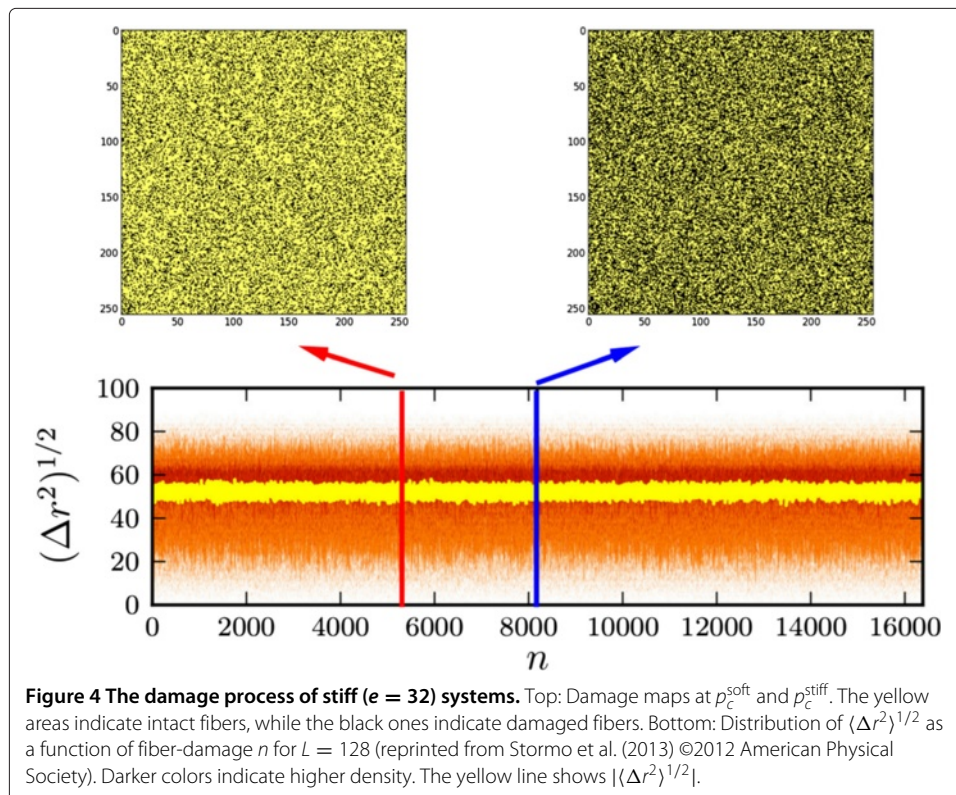 0
50
100
150
200
250
0 50 100 150 200 250
0
50
100
150
200
250
0 50 100 150 200 250
100
80
60
40
20
0
(Δr²)^{1/2}
0 2000 4000 6000 8000 10000 12000 14000 16000
n
Figure 4 The damage process of stiff (e = 32) systems. Top: Damage maps at p_c^{soft} and p_c^{stiff}. The yellow
areas indicate intact fibers, while the black ones indicate damaged fibers. Bottom: Distribution of ⟨Δr²⟩^{1/2} as
a function of fiber-damage n for L = 128 (reprinted from Stormo et al. (2013) ©2012 American Physical
Society). Darker colors indicate higher density. The yellow line shows |⟨Δr²⟩^{1/2}|.